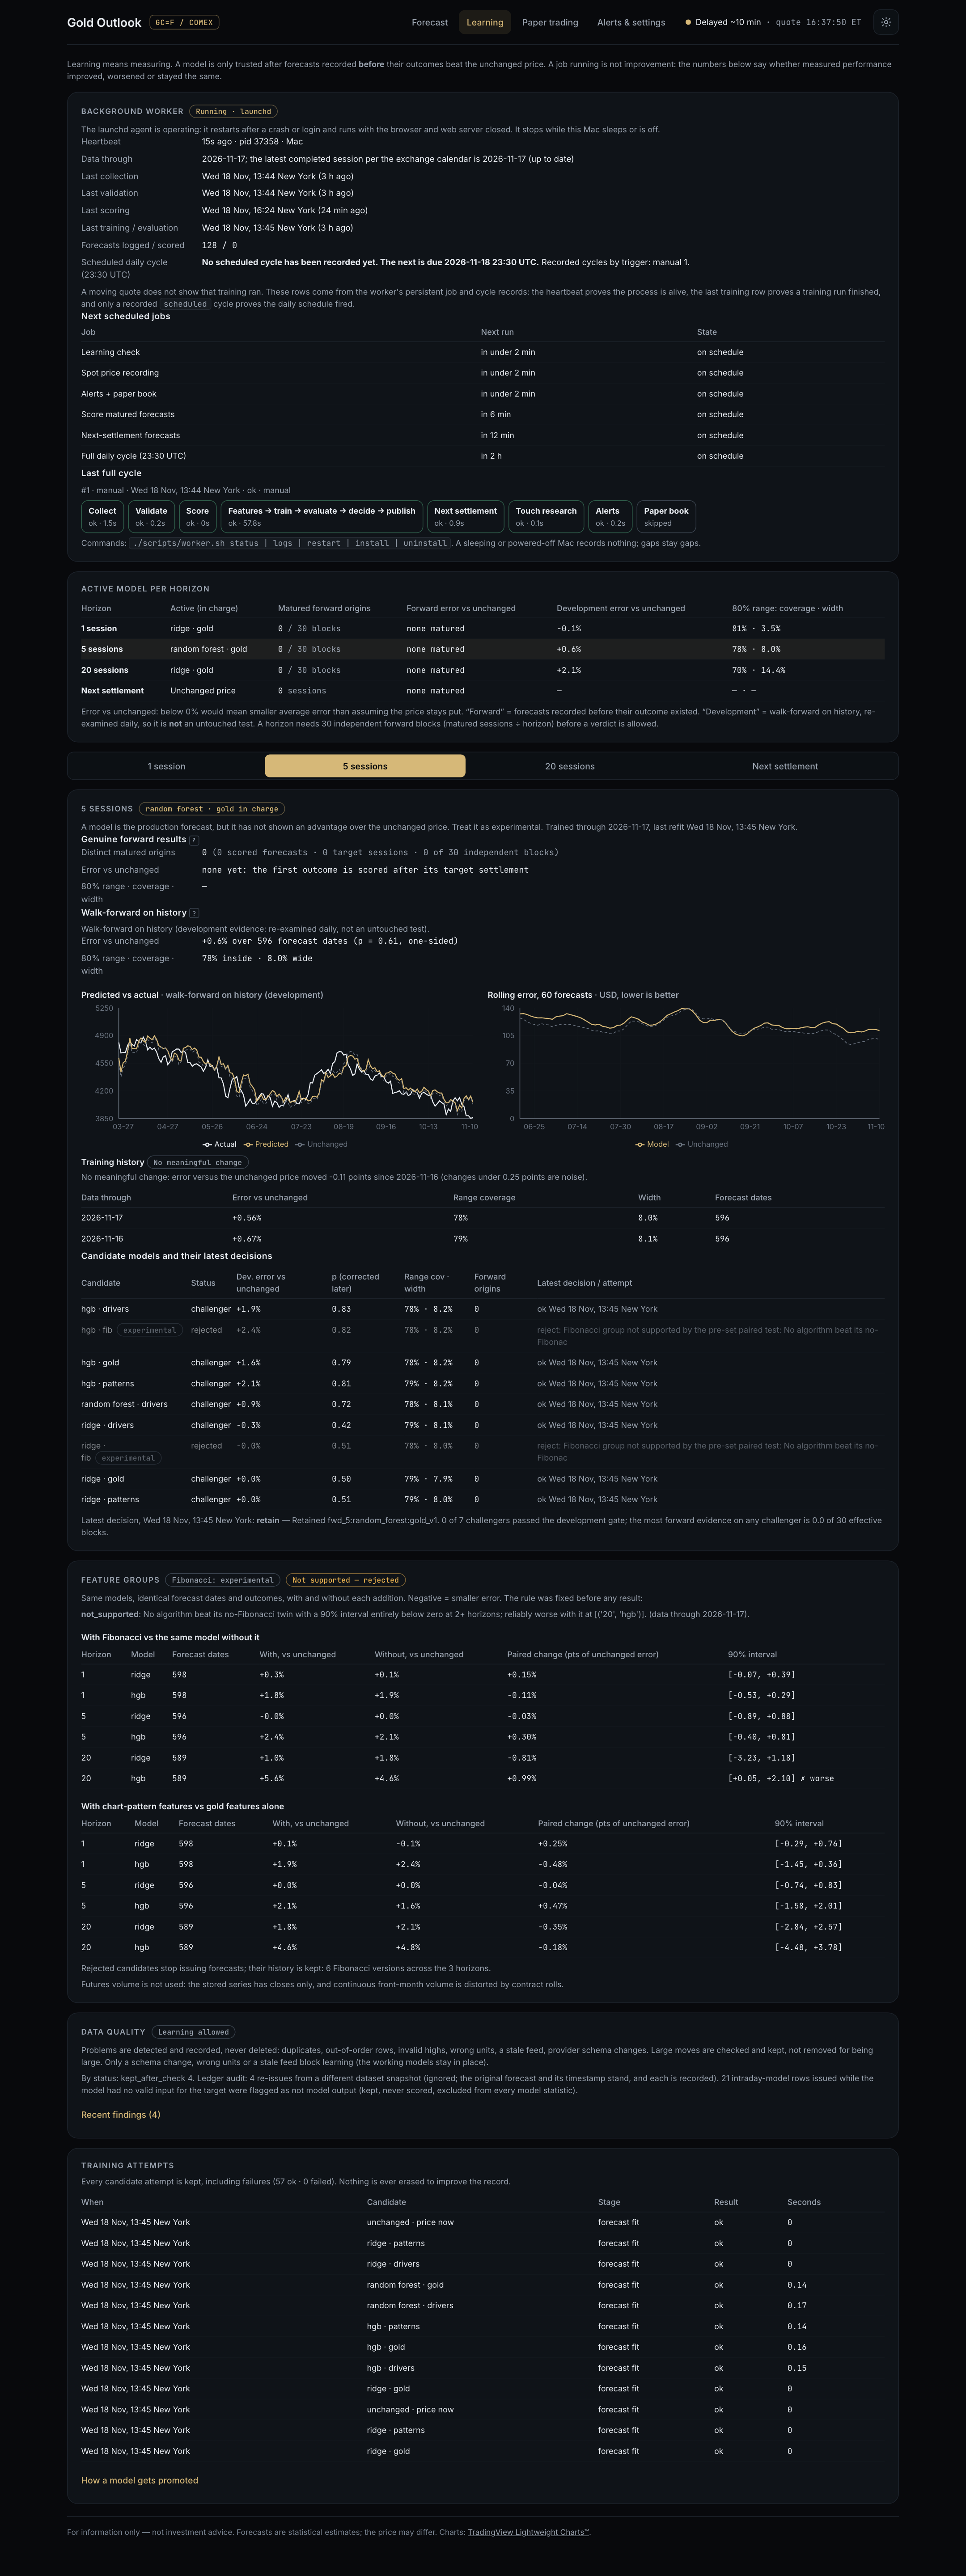 Gold Outlook GC=F / COMEX Forecast Learning Paper trading Alerts & settings Delayed ~10 min · quote 16:37:50 ET
Learning means measuring. A model is only trusted after forecasts recorded before their outcomes beat the unchanged price. A job running is not improvement: the numbers below say whether measured performance
improved, worsened or stayed the same.
BACKGROUND WORKER Running · launchd
The launchd agent is operating: it restarts after a crash or login and runs with the browser and web server closed. It stops while this Mac sleeps or is off.
Heartbeat 15s ago · pid 37358 · Mac
Data through 2026-11-17; the latest completed session per the exchange calendar is 2026-11-17 (up to date)
Last collection Wed 18 Nov, 13:44 New York (3 h ago)
Last validation Wed 18 Nov, 13:44 New York (3 h ago)
Last scoring Wed 18 Nov, 16:24 New York (24 min ago)
Last training / evaluation Wed 18 Nov, 13:45 New York (3 h ago)
Forecasts logged / scored 128 / 0
Scheduled daily cycle No scheduled cycle has been recorded yet. The next is due 2026-11-18 23:30 UTC. Recorded cycles by trigger: manual 1.
(23:30 UTC)
A moving quote does not show that training ran. These rows come from the worker's persistent job and cycle records: the heartbeat proves the process is alive, the last training row proves a training run finished,
and only a recorded scheduled cycle proves the daily schedule fired.
Next scheduled jobs
Job Next run State
Learning check in under 2 min on schedule
Spot price recording in under 2 min on schedule
Alerts + paper book in under 2 min on schedule
Score matured forecasts in 6 min on schedule
Next-settlement forecasts in 12 min on schedule
Full daily cycle (23:30 UTC) in 2 h on schedule
Last full cycle
#1 · manual · Wed 18 Nov, 13:44 New York · ok · manual
Collect Validate Score Features → train → evaluate → decide → publish Next settlement Touch research Alerts Paper book
ok · 1.5s ok · 0.2s ok · 0s ok · 57.8s ok · 0.9s ok · 0.1s ok · 0.2s skipped
Commands: ./scripts/worker.sh status | logs | restart | install | uninstall. A sleeping or powered-off Mac records nothing; gaps stay gaps.
ACTIVE MODEL PER HORIZON
Horizon Active (in charge) Matured forward origins Forward error vs unchanged Development error vs unchanged 80% range: coverage · width
1 session ridge · gold 0 / 30 blocks none matured -0.1% 81% · 3.5%
5 sessions random forest · gold 0 / 30 blocks none matured +0.6% 78% · 8.0%
20 sessions ridge · gold 0 / 30 blocks none matured +2.1% 70% · 14.4%
Next settlement Unchanged price 0 sessions none matured — — · —
Error vs unchanged: below 0% would mean smaller average error than assuming the price stays put. "Forward" = forecasts recorded before their outcome existed. "Development" = walk-forward on history, re-
examined daily, so it is not an untouched test. A horizon needs 30 independent forward blocks (matured sessions ÷ horizon) before a verdict is allowed.
1 session 5 sessions 20 sessions Next settlement
5 SESSIONS random forest · gold in charge
A model is the production forecast, but it has not shown an advantage over the unchanged price. Treat it as experimental. Trained through 2026-11-17, last refit Wed 18 Nov, 13:45 New York.
Genuine forward results ?
Distinct matured origins 0 (0 scored forecasts · 0 target sessions · 0 of 30 independent blocks)
Error vs unchanged none yet: the first outcome is scored after its target settlement
80% range · coverage · —
width
Walk-forward on history ?
Walk-forward on history (development evidence: re-examined daily, not an untouched test).
Error vs unchanged +0.6% over 596 forecast dates (p = 0.61, one-sided)
80% range · coverage · 78% inside · 8.0% wide
width
Predicted vs actual · walk-forward on history (development) Rolling error, 60 forecasts · USD, lower is better
5250 140
4900 105
4550 70
4200 35
3850 0
03-27 04-27 05-26 06-24 07-23 08-19 09-16 10-13 11-10 06-25 07-14 07-30 08-17 09-02 09-21 10-07 10-23 11-10
Actual Predicted Unchanged Model Unchanged
Training history No meaningful change
No meaningful change: error versus the unchanged price moved -0.11 points since 2026-11-16 (changes under 0.25 points are noise).
Data through Error vs unchanged Range coverage Width Forecast dates
2026-11-17 +0.56% 78% 8.0% 596
2026-11-16 +0.67% 79% 8.1% 596
Candidate models and their latest decisions
Candidate Status Dev. error vs unchanged p (corrected later) Range cov · width Forward origins Latest decision / attempt
hgb · drivers challenger +1.9% 0.83 78% · 8.2% 0 ok Wed 18 Nov, 13:45 New York
hgb · fib experimental rejected +2.4% 0.82 78% · 8.2% 0 reject: Fibonacci group not supported by the pre-set paired test: No algorithm beat its no-
Fibonac
hgb · gold challenger +1.6% 0.79 78% · 8.2% 0 ok Wed 18 Nov, 13:45 New York
hgb · patterns challenger +2.1% 0.81 79% · 8.2% 0 ok Wed 18 Nov, 13:45 New York
random forest · drivers challenger +0.9% 0.72 78% · 8.1% 0 ok Wed 18 Nov, 13:45 New York
ridge · drivers challenger -0.3% 0.42 79% · 8.1% 0 ok Wed 18 Nov, 13:45 New York
ridge · fib experimental rejected -0.0% 0.51 78% · 8.0% 0 reject: Fibonacci group not supported by the pre-set paired test: No algorithm beat its no-
Fibonac
ridge · gold challenger +0.0% 0.50 79% · 7.9% 0 ok Wed 18 Nov, 13:45 New York
ridge · patterns challenger +0.0% 0.51 79% · 8.0% 0 ok Wed 18 Nov, 13:45 New York
Latest decision, Wed 18 Nov, 13:45 New York: retain — Retained fwd_5:random_forest:gold_v1. 0 of 7 challengers passed the development gate; the most forward evidence on any challenger is 0.0 of 30 effective
blocks.
FEATURE GROUPS Fibonacci: experimental Not supported — rejected
Same models, identical forecast dates and outcomes, with and without each addition. Negative = smaller error. The rule was fixed before any result:
not_supported: No algorithm beat its no-Fibonacci twin with a 90% interval entirely below zero at 2+ horizons; reliably worse with it at [('20', 'hgb')]. (data through 2026-11-17).
With Fibonacci vs the same model without it
Horizon Model Forecast dates With, vs unchanged Without, vs unchanged Paired change (pts of unchanged error) 90% interval
1 ridge 598 +0.3% +0.1% +0.15% [-0.07, +0.39]
1 hgb 598 +1.8% +1.9% -0.11% [-0.53, +0.29]
5 ridge 596 -0.0% +0.0% -0.03% [-0.89, +0.88]
5 hgb 596 +2.4% +2.1% +0.30% [-0.40, +0.81]
20 ridge 589 +1.0% +1.8% -0.81% [-3.23, +1.18]
20 hgb 589 +5.6% +4.6% +0.99% [+0.05, +2.10] ✗ worse
With chart-pattern features vs gold features alone
Horizon Model Forecast dates With, vs unchanged Without, vs unchanged Paired change (pts of unchanged error) 90% interval
1 ridge 598 +0.1% -0.1% +0.25% [-0.29, +0.76]
1 hgb 598 +1.9% +2.4% -0.48% [-1.45, +0.36]
5 ridge 596 +0.0% +0.0% -0.04% [-0.74, +0.83]
5 hgb 596 +2.1% +1.6% +0.47% [-1.58, +2.01]
20 ridge 589 +1.8% +2.1% -0.35% [-2.84, +2.57]
20 hgb 589 +4.6% +4.8% -0.18% [-4.48, +3.78]
Rejected candidates stop issuing forecasts; their history is kept: 6 Fibonacci versions across the 3 horizons.
Futures volume is not used: the stored series has closes only, and continuous front-month volume is distorted by contract rolls.
DATA QUALITY Learning allowed
Problems are detected and recorded, never deleted: duplicates, out-of-order rows, invalid highs, wrong units, a stale feed, provider schema changes. Large moves are checked and kept, not removed for being
large. Only a schema change, wrong units or a stale feed block learning (the working models stay in place).
By status: kept_after_check 4. Ledger audit: 4 re-issues from a different dataset snapshot (ignored; the original forecast and its timestamp stand, and each is recorded). 21 intraday-model rows issued while the
model had no valid input for the target were flagged as not model output (kept, never scored, excluded from every model statistic).
Recent findings (4)
TRAINING ATTEMPTS
Every candidate attempt is kept, including failures (57 ok · 0 failed). Nothing is ever erased to improve the record.
When Candidate Stage Result Seconds
Wed 18 Nov, 13:45 New York unchanged · price now forecast fit ok 0
Wed 18 Nov, 13:45 New York ridge · patterns forecast fit ok 0
Wed 18 Nov, 13:45 New York ridge · drivers forecast fit ok 0
Wed 18 Nov, 13:45 New York random forest · gold forecast fit ok 0.14
Wed 18 Nov, 13:45 New York random forest · drivers forecast fit ok 0.17
Wed 18 Nov, 13:45 New York hgb · patterns forecast fit ok 0.14
Wed 18 Nov, 13:45 New York hgb · gold forecast fit ok 0.16
Wed 18 Nov, 13:45 New York hgb · drivers forecast fit ok 0.15
Wed 18 Nov, 13:45 New York ridge · gold forecast fit ok 0
Wed 18 Nov, 13:45 New York unchanged · price now forecast fit ok 0
Wed 18 Nov, 13:45 New York ridge · patterns forecast fit ok 0
Wed 18 Nov, 13:45 New York ridge · gold forecast fit ok 0
How a model gets promoted
For information only — not investment advice. Forecasts are statistical estimates; the price may differ. Charts: TradingView Lightweight Charts™.